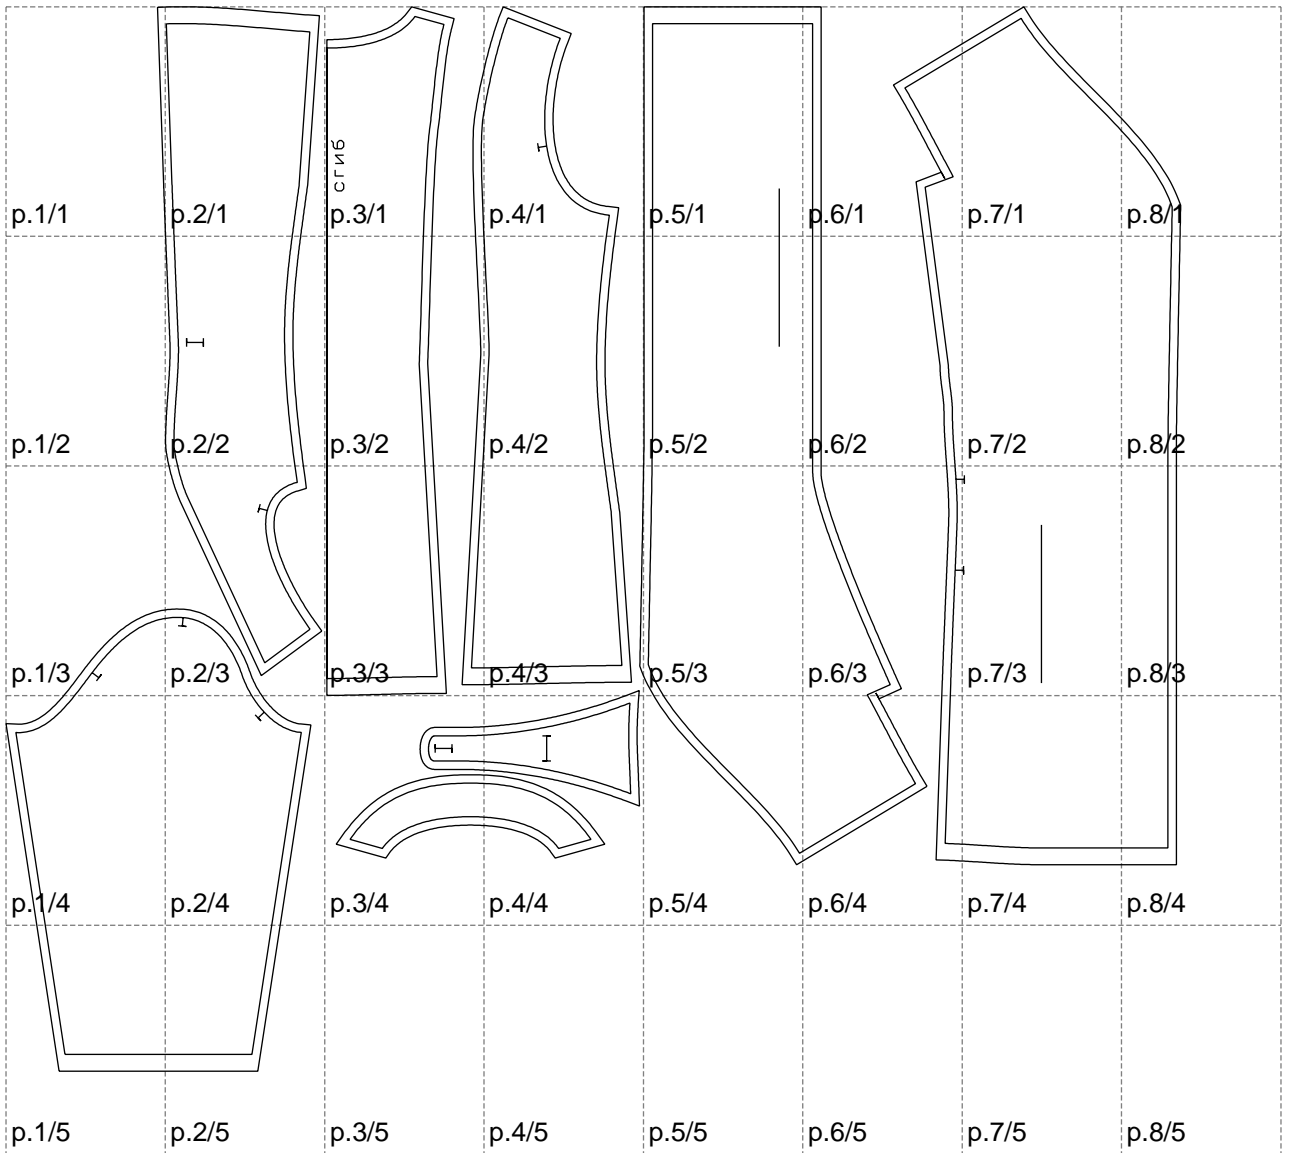 сгиб
p.1/1 p.2/1 p.3/1 p.4/1 p.5/1 p.6/1 p.7/1 p.8/1
p.1/2 p.2/2 p.3/2 p.4/2 p.5/2 p.6/2 p.7/2 p.8/2
p.1/3 p.2/3 p.3/3 p.4/3 p.5/3 p.6/3 p.7/3 p.8/3
p.1/4 p.2/4 p.3/4 p.4/4 p.5/4 p.6/4 p.7/4 p.8/4
p.1/5 p.2/5 p.3/5 p.4/5 p.5/5 p.6/5 p.7/5 p.8/5